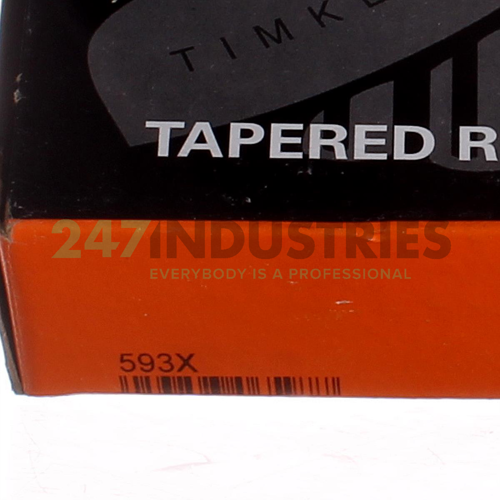 TIMKE
TAPERED R
247INDUSTRIES
EVERYBODY IS A PROFESSIONAL
593X